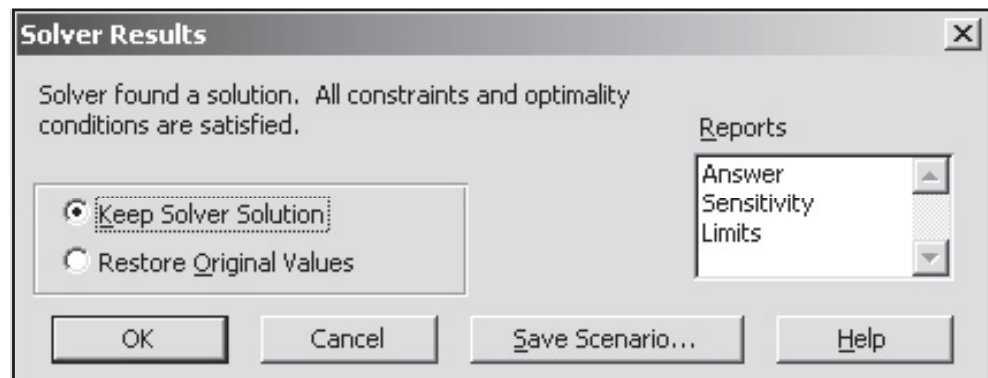 Solver Results
Solver found a solution. All constraints and optimality
conditions are satisfied.
Reports
Answer
Sensitivity
Limits
Keep Solver Solution
Restore Original Values
OK
Cancel
Save Scenario...
Help